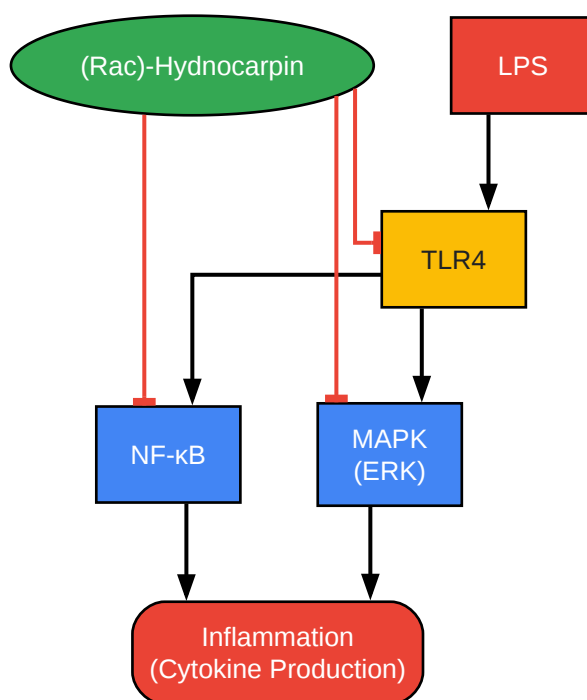 (Rac)-Hydnocarpin
LPS
TLR4
NF-κB
MAPK
(ERK)
Inflammation
(Cytokine Production)